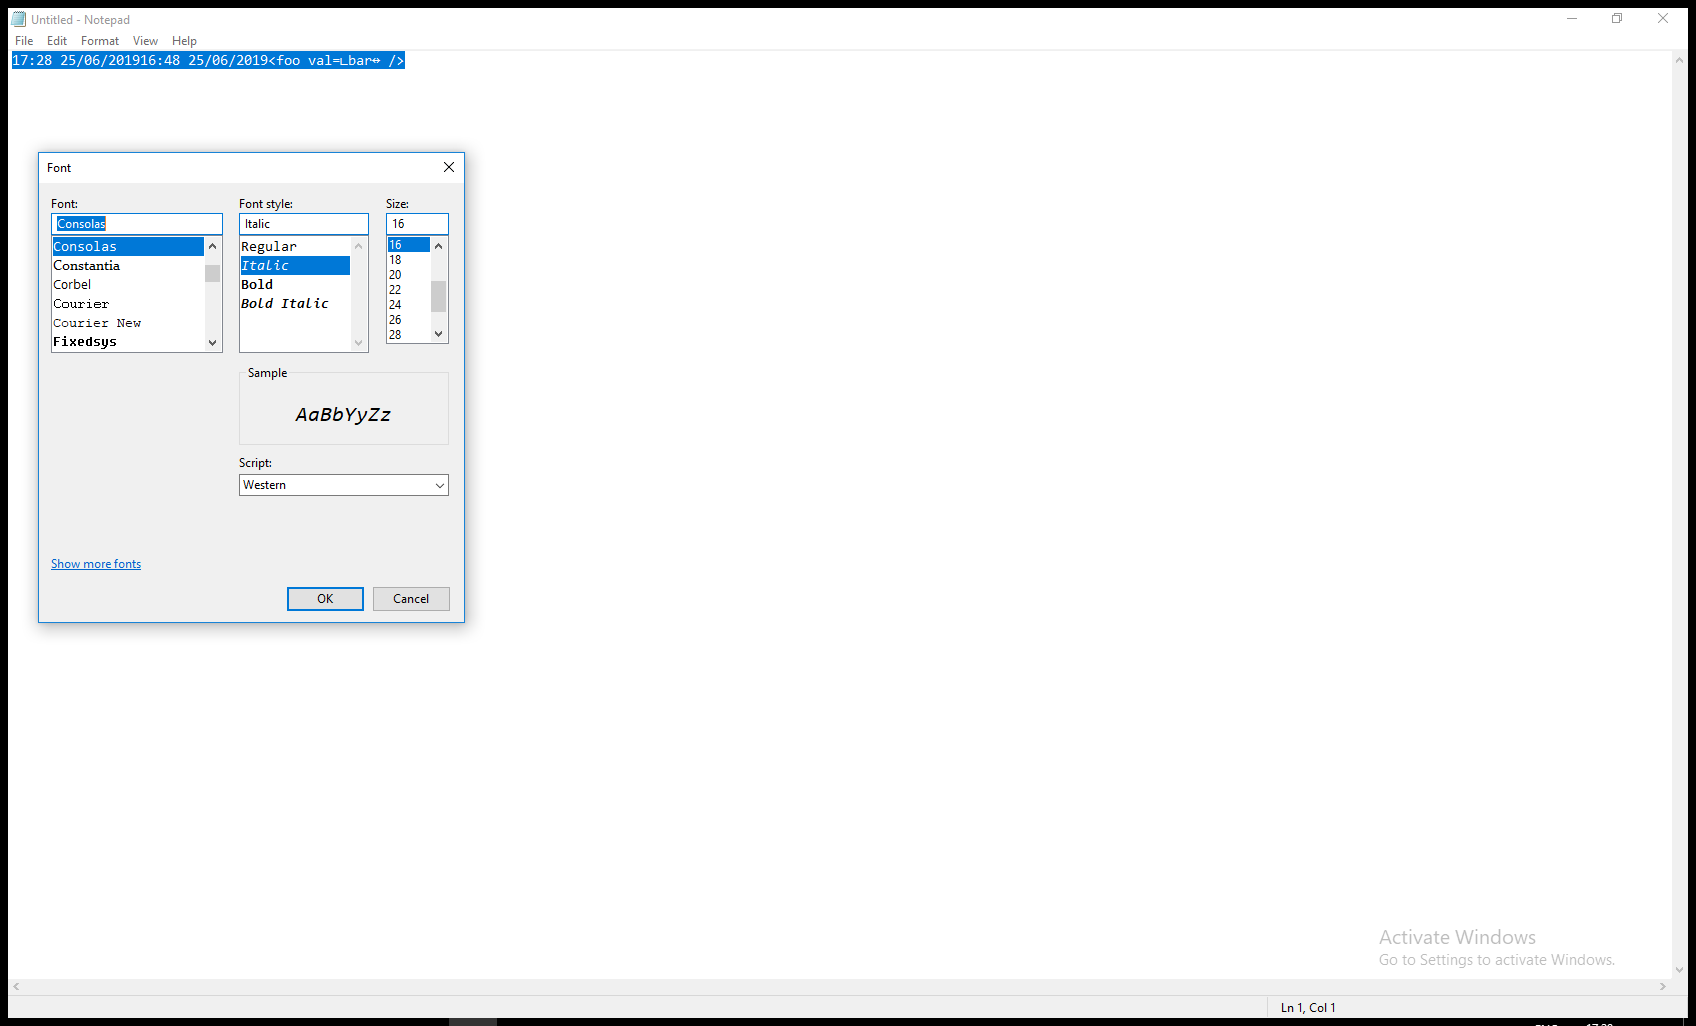 Untitled - Notepad
File Edit Format View Help
17:28 25/06/201916:48 25/06/2019<foo val=∟bar↔ />
Font
Font:
Consolas
Consolas
Constantia
Corbel
Courier
Courier New
Fixedsys
Font style:
Italic
Regular
Italic
Bold
Bold Italic
Size:
16
16
18
20
22
24
26
28
Sample
AaBbYyZz
Script:
Western
Show more fonts
OK Cancel
Activate Windows
Go to Settings to activate Windows.
Ln 1, Col 1